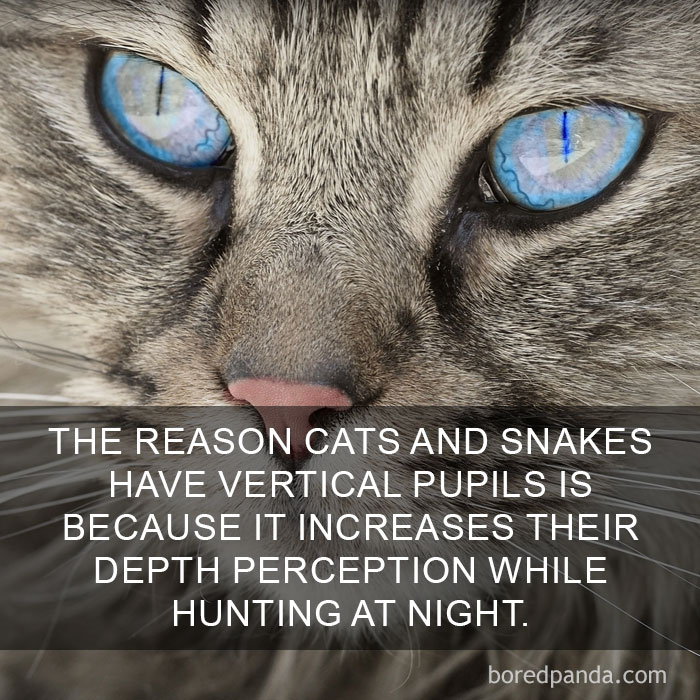 THE REASON CATS AND SNAKES
HAVE VERTICAL PUPILS IS
BECAUSE IT INCREASES THEIR
DEPTH PERCEPTION WHILE
HUNTING AT NIGHT.
boredpanda.com